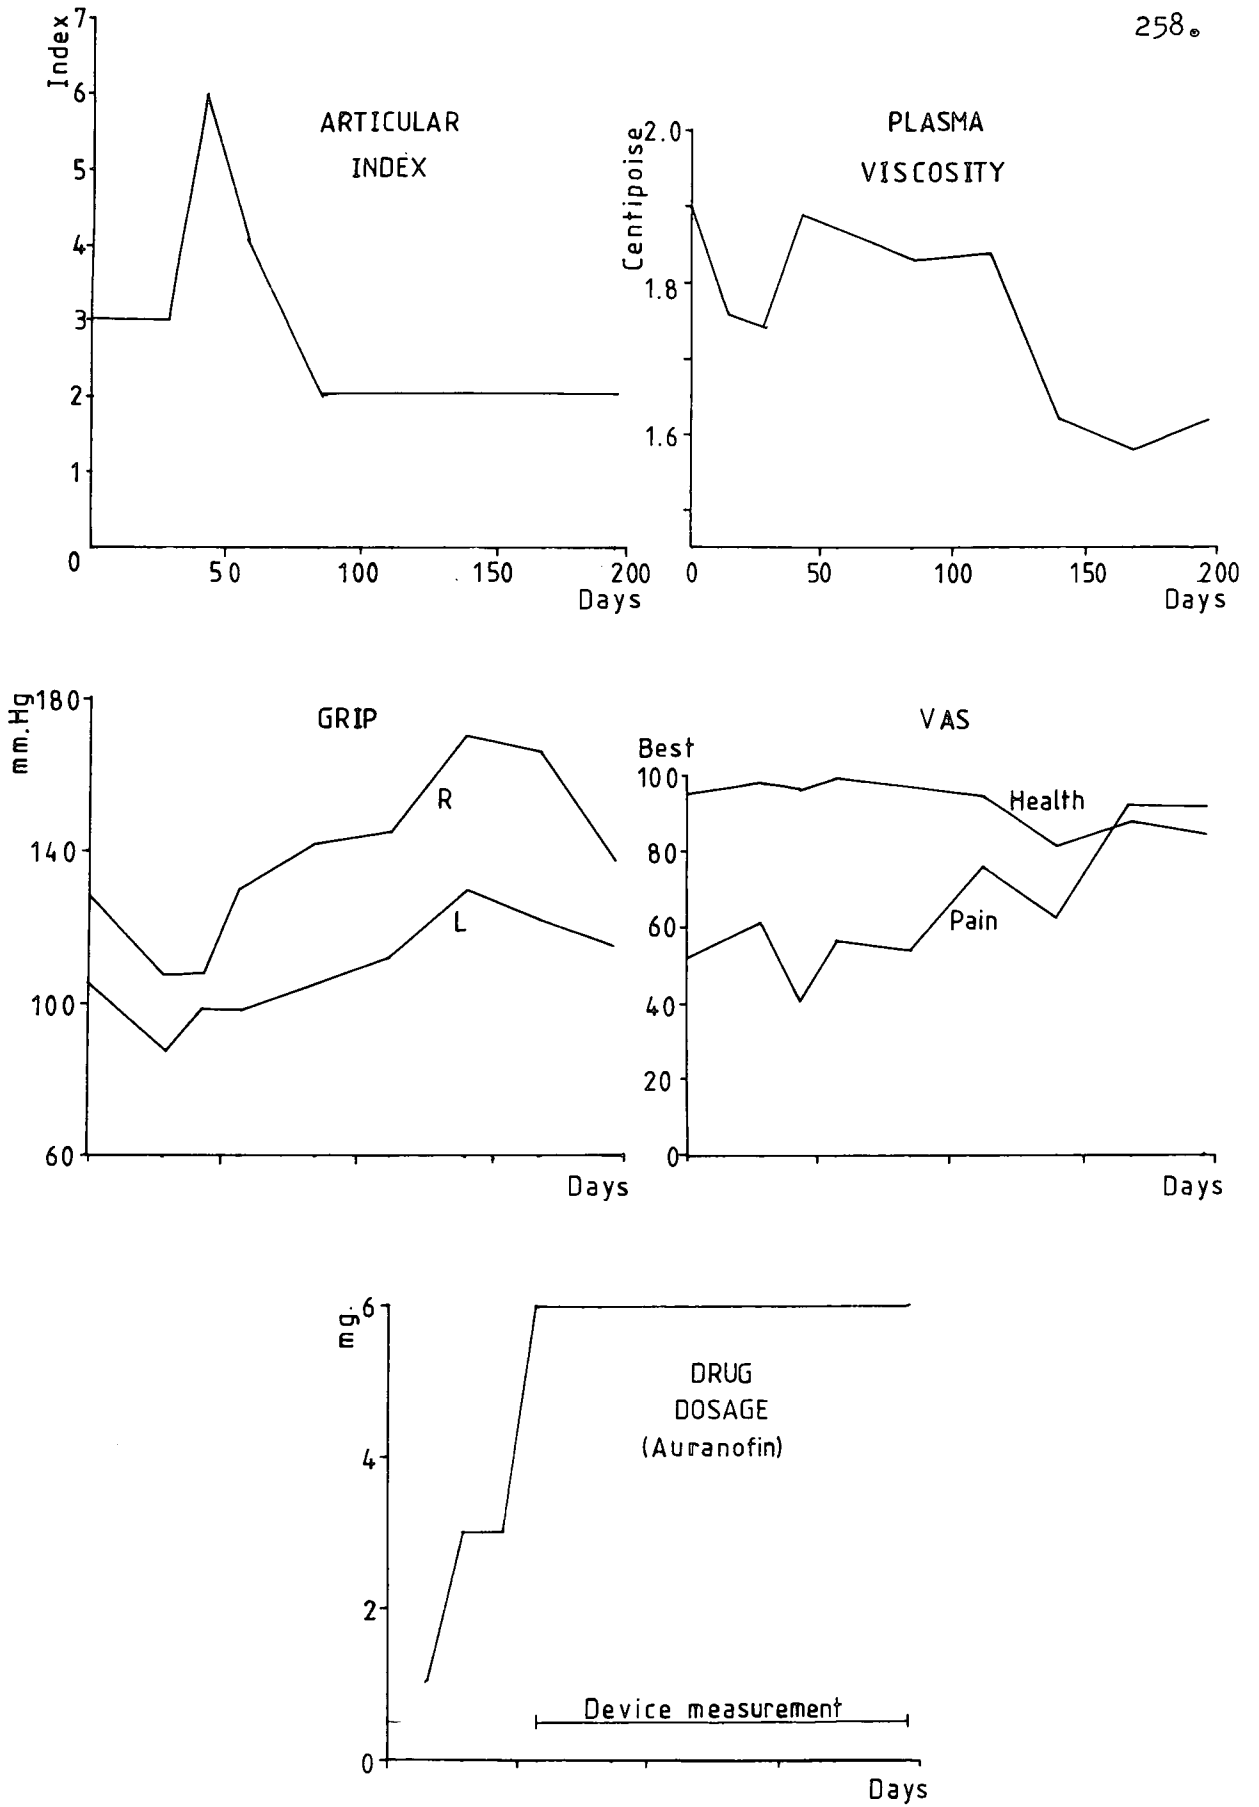 258.
Index
7
6
5
4
3
2
1
0
50
100
150
200
Days
ARTICULAR
INDEX
Centipoise
2.0
1.8
1.6
0
50
100
150
200
Days
PLASMA
VISCOSITY
mm.Hg
180
140
100
60
GRIP
R
L
Days
VAS
Best
100
80
60
40
20
0
Health
Pain
Days
mg.
6
4
2
0
DRUG
DOSAGE
(Auranofin)
Device measurement
Days